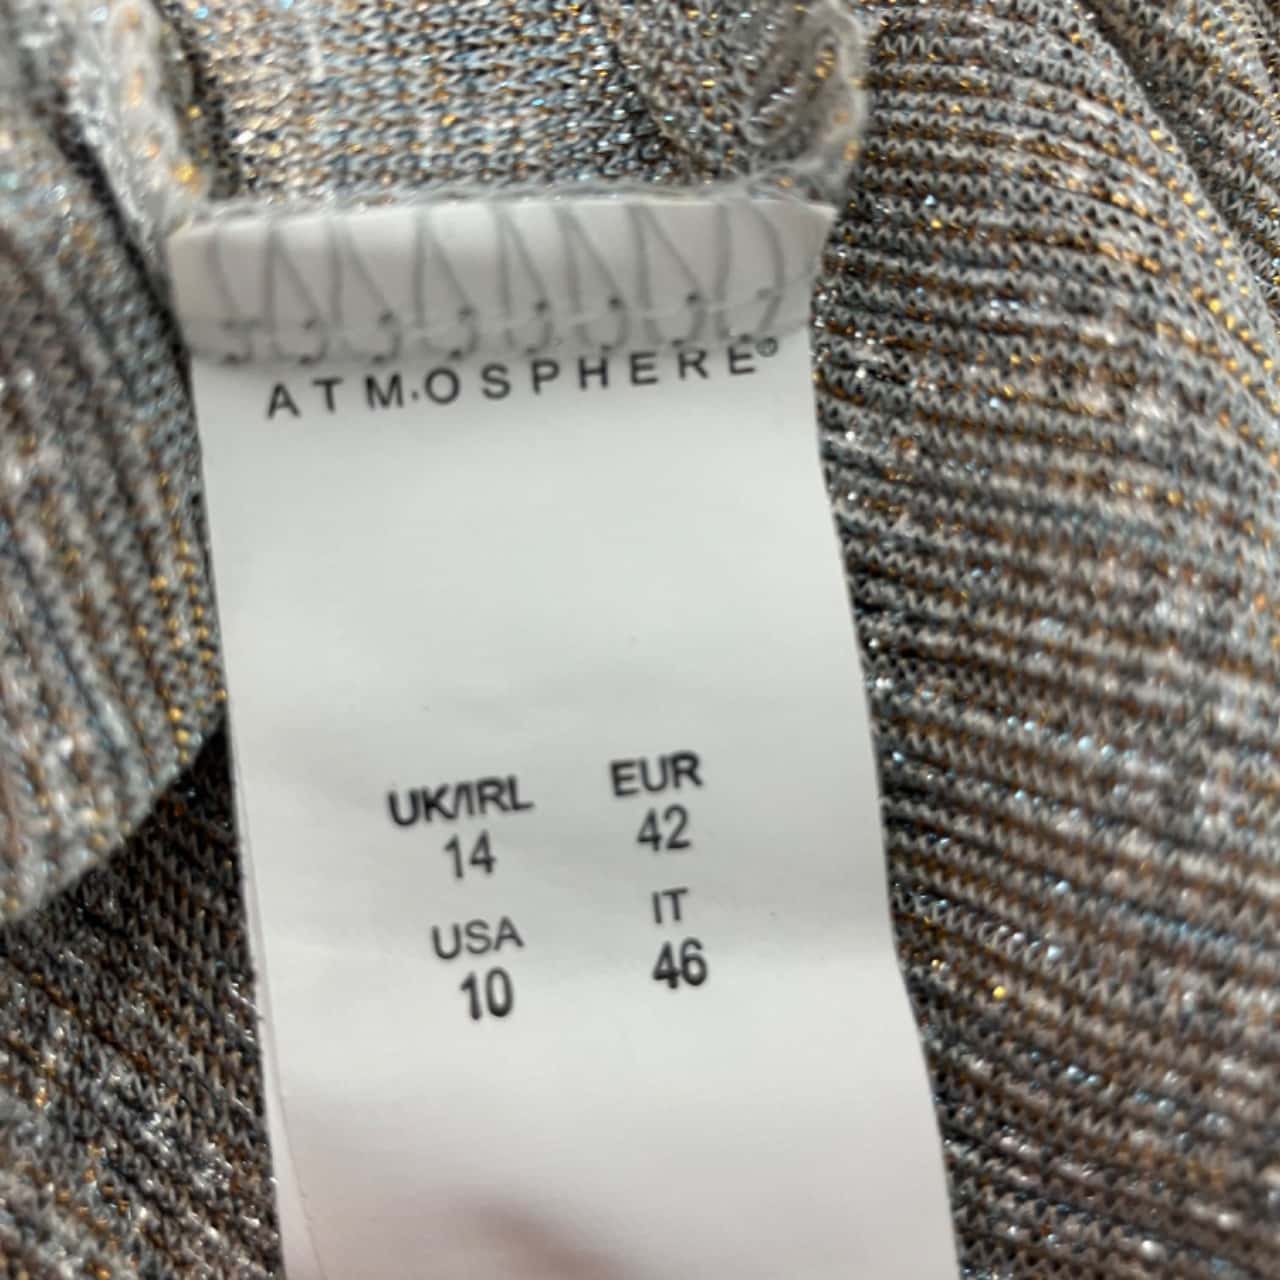 ATMOSPHERE®
UK/IRL EUR
14 42
USA IT
10 46